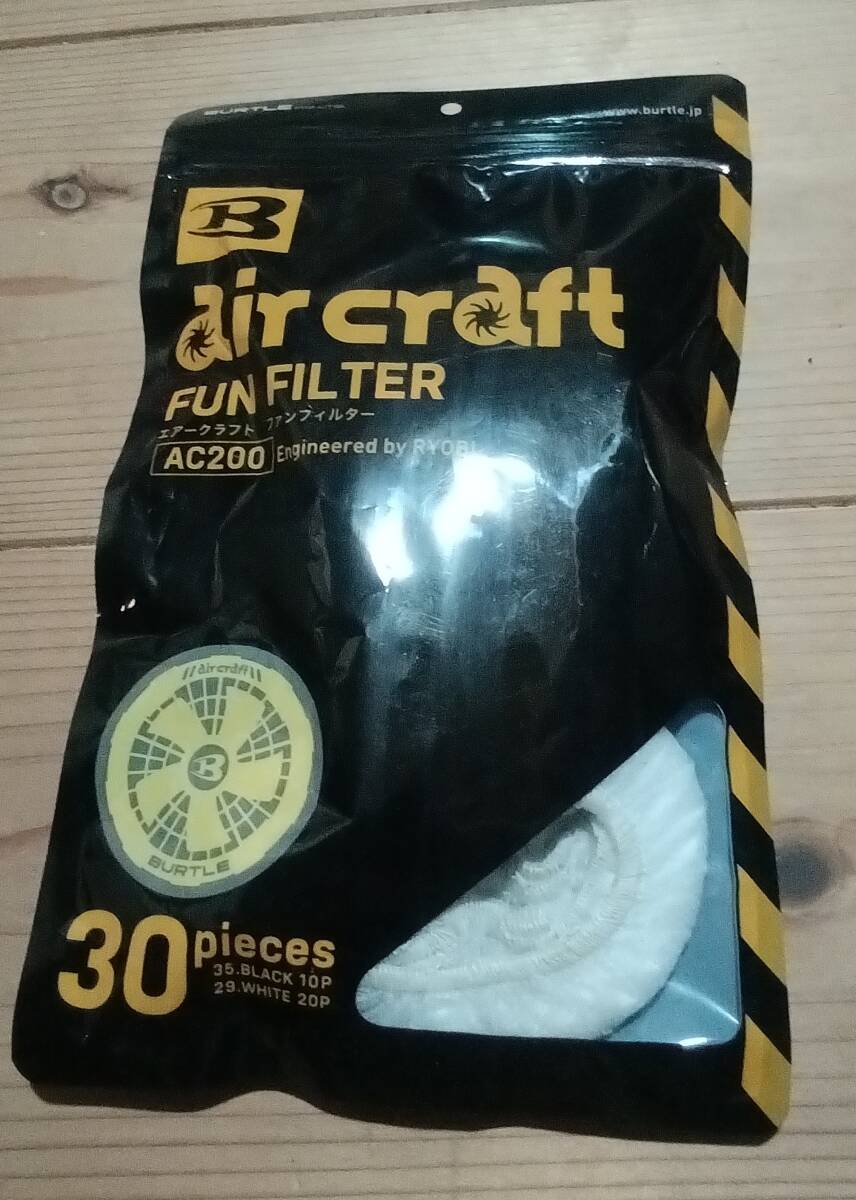 BURTLE CO.,LTD.
www.burtle.jp
B
air craft
FUN FILTER
エアークラフト ファンフィルター
AC200 Engineered by RYOBI
air craft
B
BURTLE
30 pieces
35.BLACK 10P
29.WHITE 20P